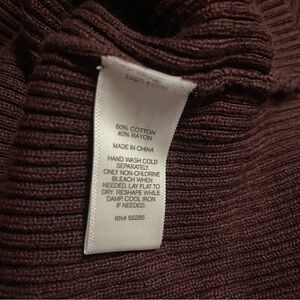 60% COTTON
40% RAYON
MADE IN CHINA
HAND WASH COLD
SEPARATELY.
ONLY NON-CHLORINE
BLEACH WHEN
NEEDED. LAY FLAT TO
DRY. RESHAPE WHILE
DAMP. COOL IRON
IF NEEDED.
RN# 55285